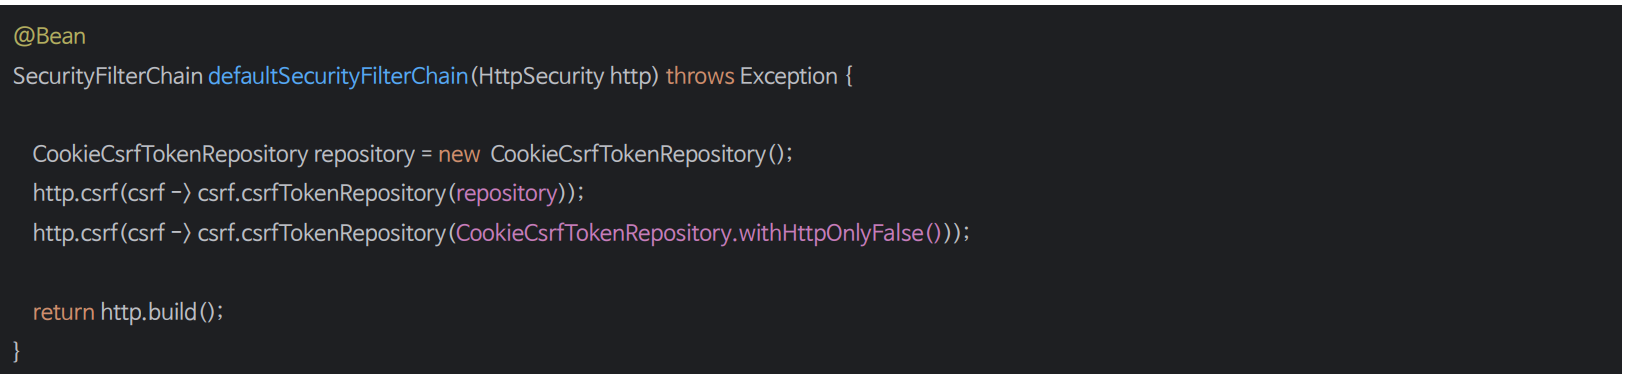 @Bean
SecurityFilterChain defaultSecurityFilterChain(HttpSecurity http) throws Exception {
CookieCsrfTokenRepository repository = new CookieCsrfTokenRepository();
http.csrf(csrf -> csrf.csrfTokenRepository(repository));
http.csrf(csrf -> csrf.csrfTokenRepository(CookieCsrfTokenRepository.withHttpOnlyFalse()));
return http.build();
}